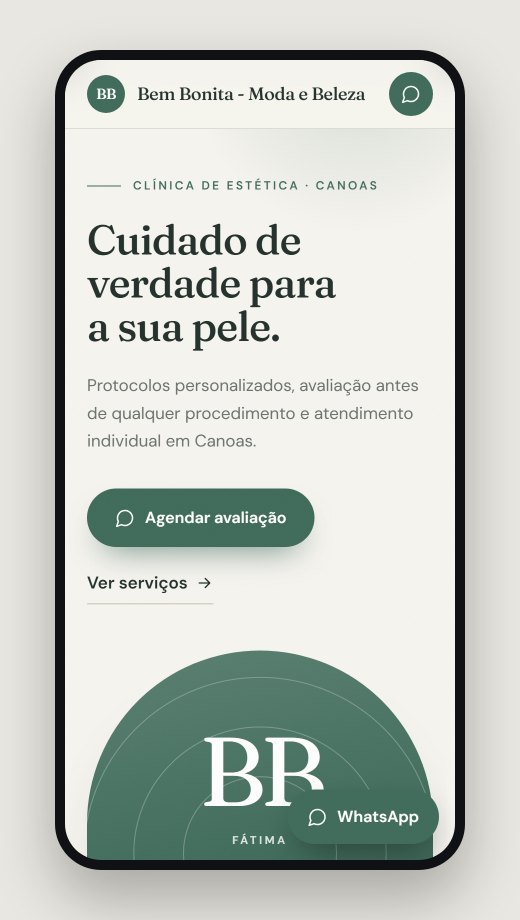 BB Bem Bonita - Moda e Beleza
CLÍNICA DE ESTÉTICA · CANOAS
Cuidado de
verdade para
a sua pele.
Protocolos personalizados, avaliação antes
de qualquer procedimento e atendimento
individual em Canoas.
Agendar avaliação
Ver serviços →
BB
WhatsApp
FÁTIMA